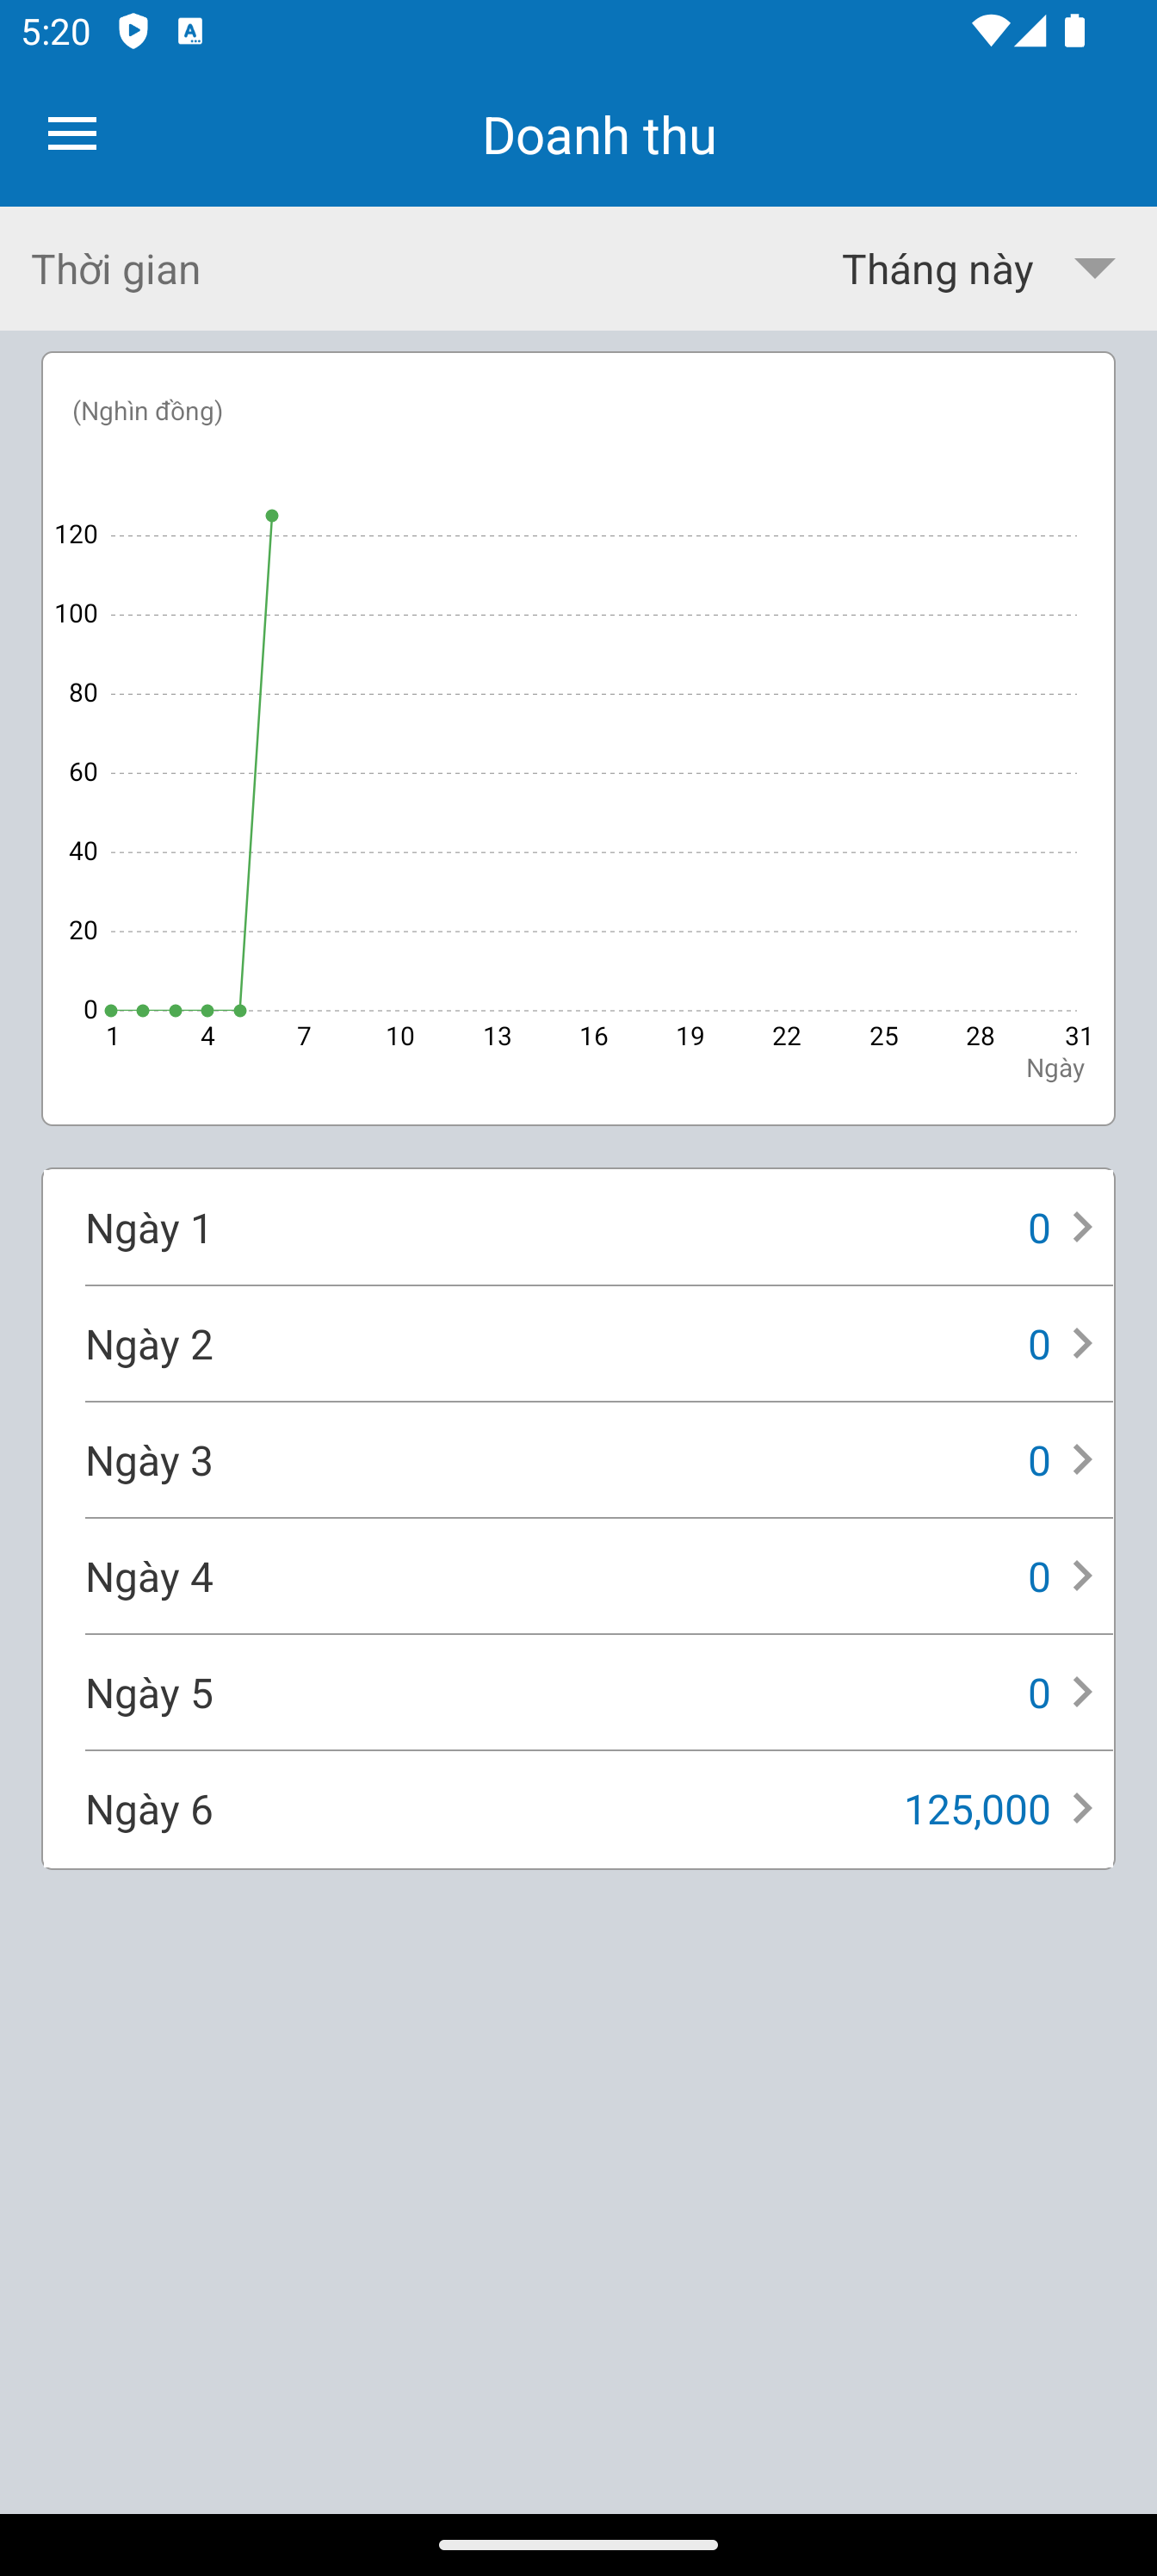 5:20
Doanh thu
Thời gian Tháng này
(Nghìn đồng)
120
100
80
60
40
20
0
1 4 7 10 13 16 19 22 25 28 31
Ngày
Ngày 1 0
Ngày 2 0
Ngày 3 0
Ngày 4 0
Ngày 5 0
Ngày 6 125,000